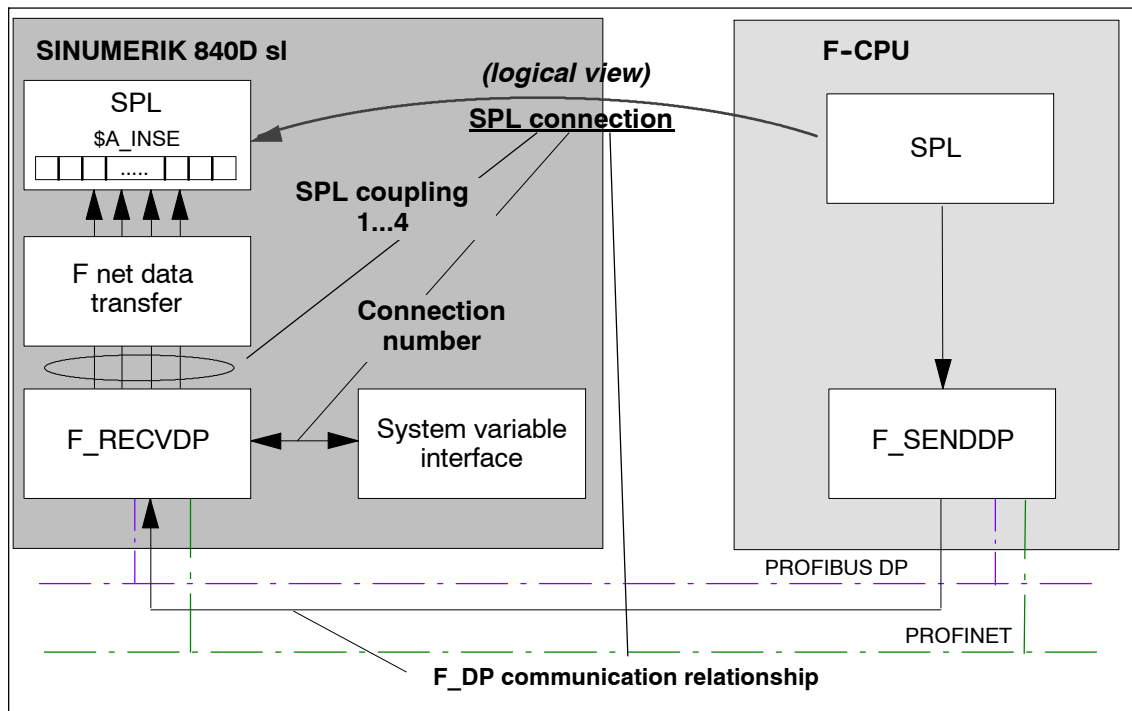 SINUMERIK 840D sl
F-CPU
(logical view)
SPL
$A_INSE
.....
SPL connection
SPL
SPL coupling
1...4
F net data
transfer
Connection
number
F_RECVDP
System variable
interface
F_SENDDP
PROFIBUS DP
PROFINET
F_DP communication relationship